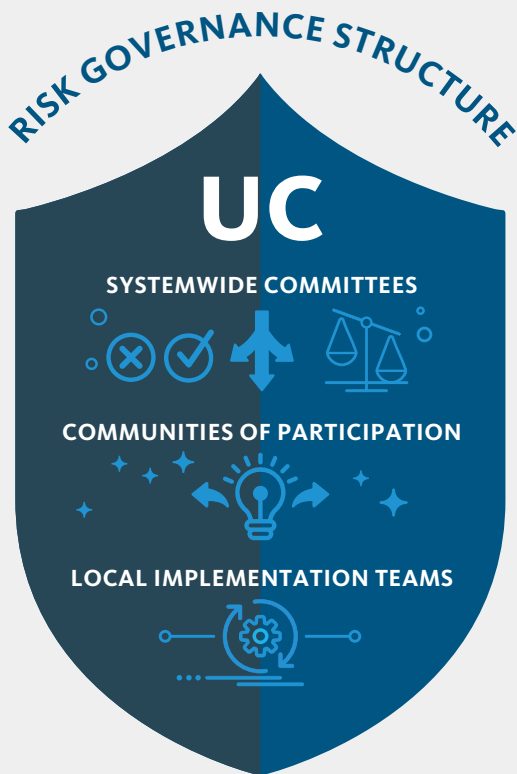 RISK GOVERNANCE STRUCTURE
UC
SYSTEMWIDE COMMITTEES
COMMUNITIES OF PARTICIPATION
LOCAL IMPLEMENTATION TEAMS